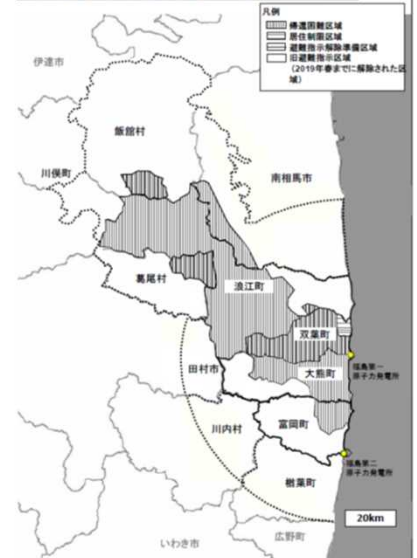 凡例
帰還困難区域
居住制限区域
避難指示解除準備区域
旧避難指示区域
(2019年春までに解除された区
域)
伊達市
飯舘村
川俣町
南相馬市
葛尾村
浪江町
双葉町
大熊町
福島第一
原子力発電所
田村市
富岡町
川内村
福島第二
原子力発電所
楢葉町
20km
いわき市
広野町